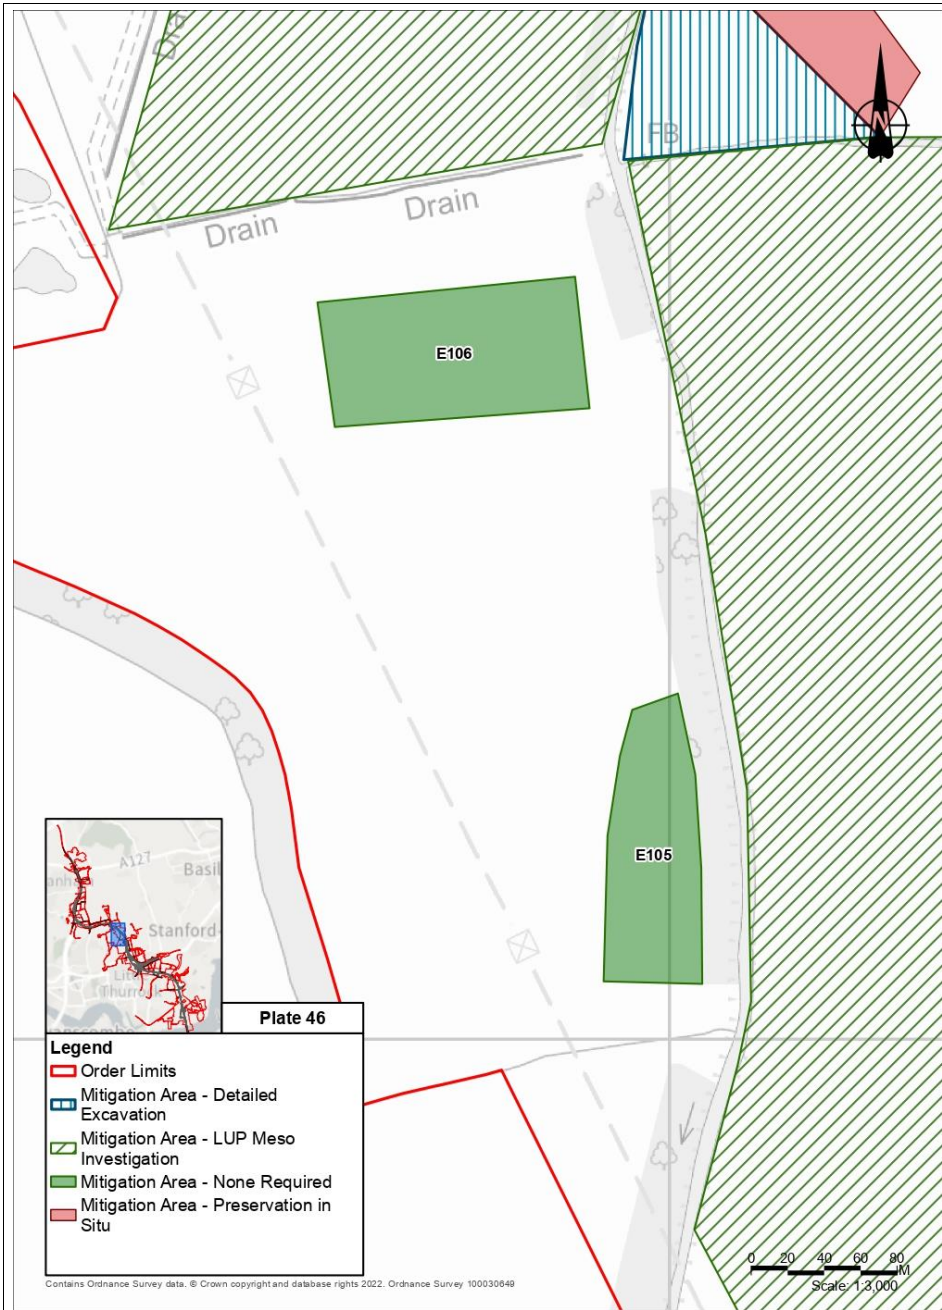 Dra
N
FB
Drain
Drain
E106
E105
A127
Basil
Stanford-
Thurro
Plate 46
Legend
Order Limits
Mitigation Area - Detailed
Excavation
Mitigation Area - LUP Meso
Investigation
Mitigation Area - None Required
Mitigation Area - Preservation in
Situ
0 20 40 60 80
M
Scale: 1:3,000
Contains Ordnance Survey data. © Crown copyright and database rights 2022. Ordnance Survey 100030649